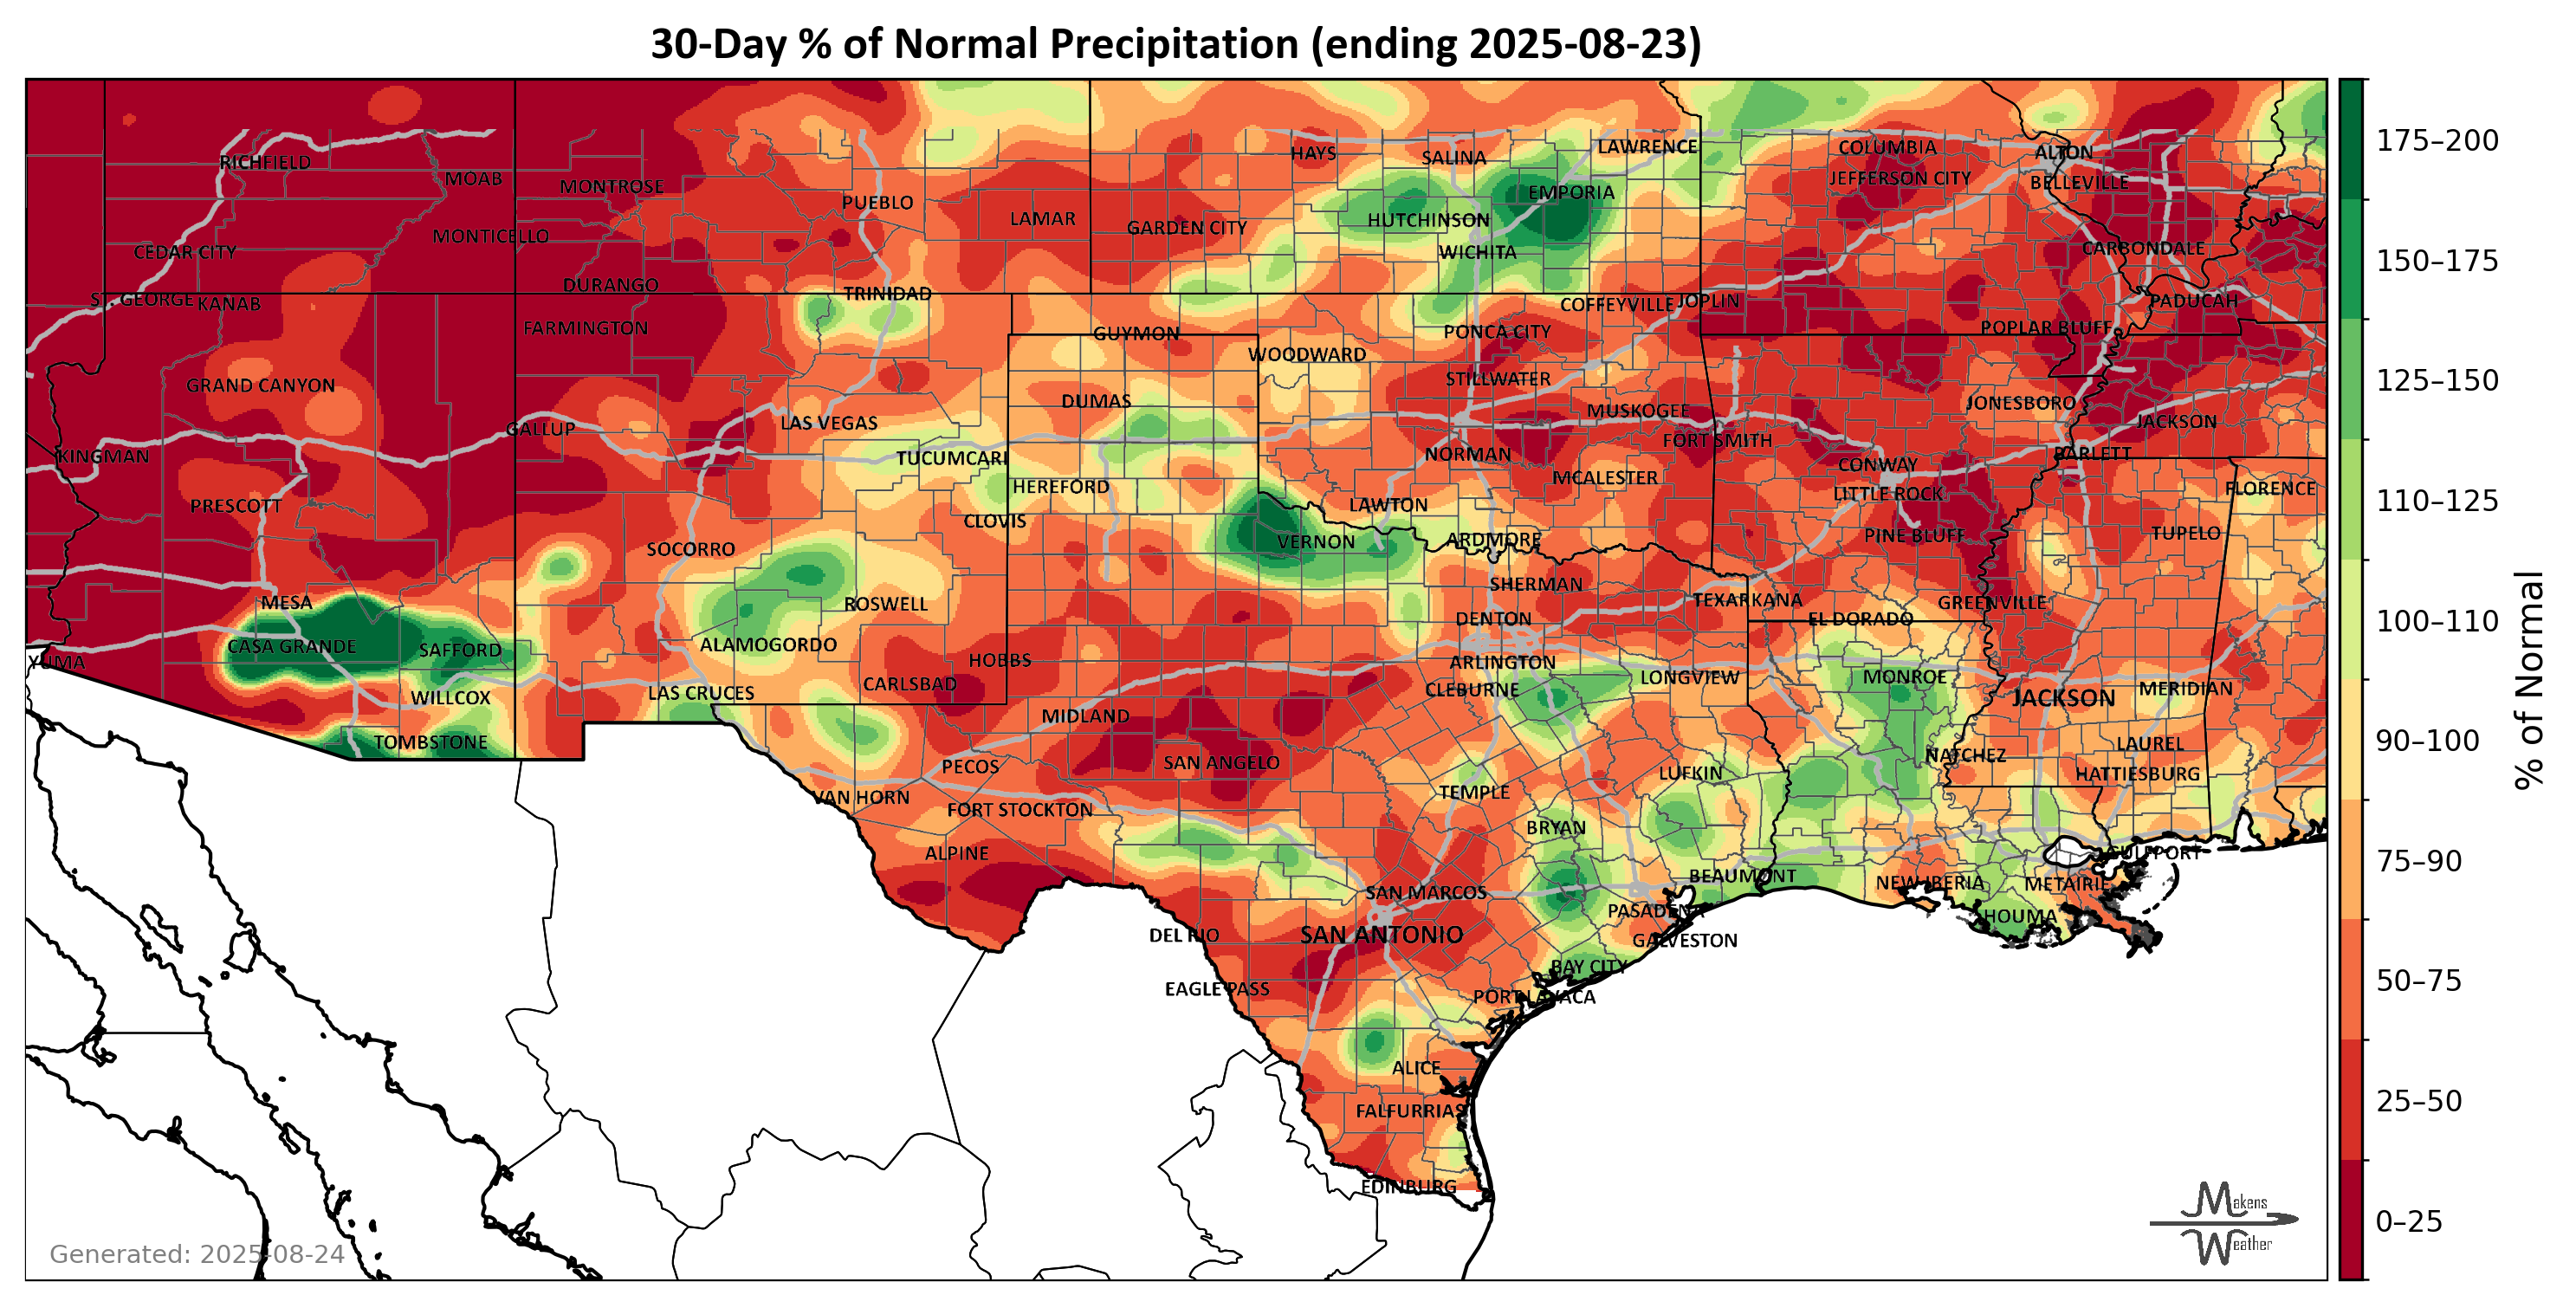 30-Day % of Normal Precipitation (ending 2025-08-23)
HAYS
SALINA
LAWRENCE
COLUMBIA
ALTON
RICHFIELD
MOAB
MONTROSE
PUEBLO
EMPORIA
JEFFERSON CITY
BELLEVILLE
LAMAR
GARDEN CITY
HUTCHINSON
MONTICELLO
CEDAR CITY
WICHITA
CARBONDALE
DURANGO
TRINIDAD
ST. GEORGE
KANAB
COFFEYVILLE
JOPLIN
PADUCAH
FARMINGTON
GUYMON
PONCA CITY
POPLAR BLUFF
WOODWARD
GRAND CANYON
STILLWATER
DUMAS
MUSKOGEE
JONESBORO
GALLUP
LAS VEGAS
JACKSON
FORT SMITH
KINGMAN
TUCUMCARI
NORMAN
BARLETT
CONWAY
HEREFORD
MCALESTER
LITTLE ROCK
FLORENCE
PRESCOTT
LAWTON
CLOVIS
PINE BLUFF
TUPELO
SOCORRO
VERNON
ARDMORE
SHERMAN
MESA
ROSWELL
TEXARKANA
GREENVILLE
DENTON
EL DORADO
CASA GRANDE
SAFFORD
ALAMOGORDO
YUMA
HOBBS
ARLINGTON
LONGVIEW
MONROE
WILLCOX
LAS CRUCES
CARLSBAD
CLEBURNE
JACKSON
MERIDIAN
MIDLAND
TOMBSTONE
NATCHEZ
LAUREL
PECOS
SAN ANGELO
LUFKIN
HATTIESBURG
VAN HORN
FORT STOCKTON
TEMPLE
BRYAN
ALPINE
GULFPORT
SAN MARCOS
BEAUMONT
NEW IBERIA
METAIRIE
PASADENA
HOUMA
DEL RIO
SAN ANTONIO
GALVESTON
BAY CITY
EAGLE PASS
PORT LAVACA
ALICE
FALFURRIAS
EDINBURG
175–200
150–175
125–150
110–125
100–110
90–100
75–90
50–75
25–50
0–25
% of Normal
Makens
Weather
Generated: 2025-08-24